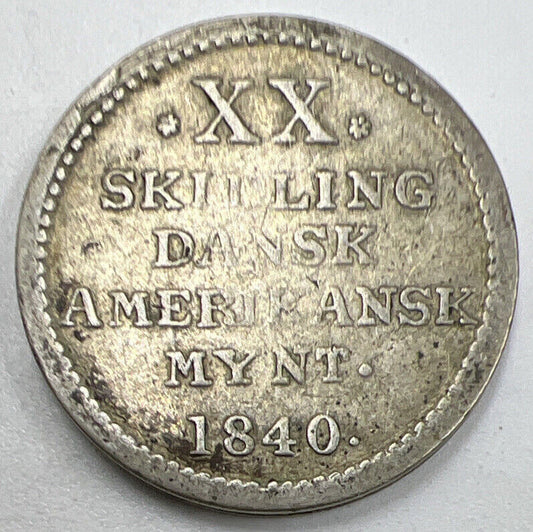 * XX *
SKILLING
DANSK
AMERIKANSK
MYNT.
1840.